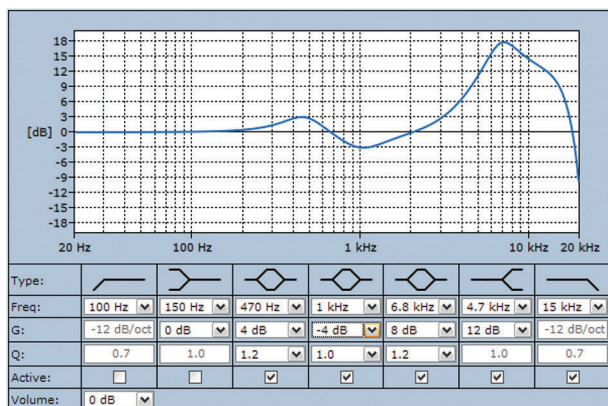 18
15
12
9
6
3
[dB] 0
-3
-6
-9
-12
-15
-18
20 Hz 100 Hz 1 kHz 10 kHz 20 kHz
Type:
Freq: 100 Hz 150 Hz 470 Hz 1 kHz 6.8 kHz 4.7 kHz 15 kHz
G: -12 dB/oct 0 dB 4 dB -4 dB 8 dB 12 dB -12 dB/oct
Q: 0.7 1.0 1.2 1.0 1.2 1.0 0.7
Active:
Volume: 0 dB